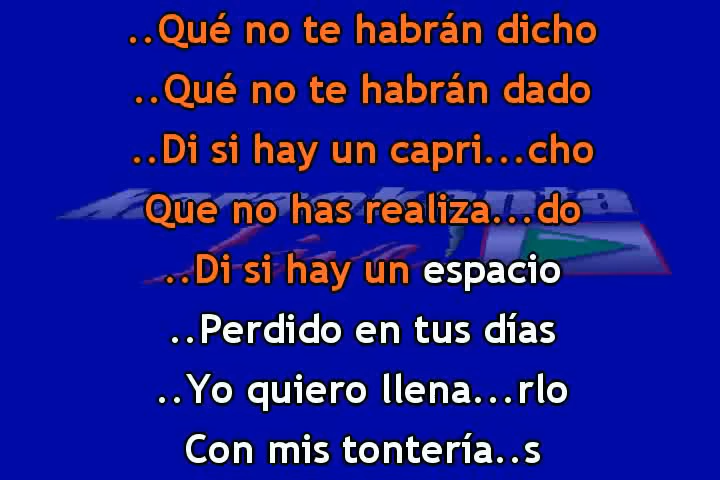 ..Qué no te habrán dicho
..Qué no te habrán dado
..Di si hay un capri...cho
Que no has realiza...do
..Di si hay un espacio
..Perdido en tus días
..Yo quiero llena...rlo
Con mis tontería..s